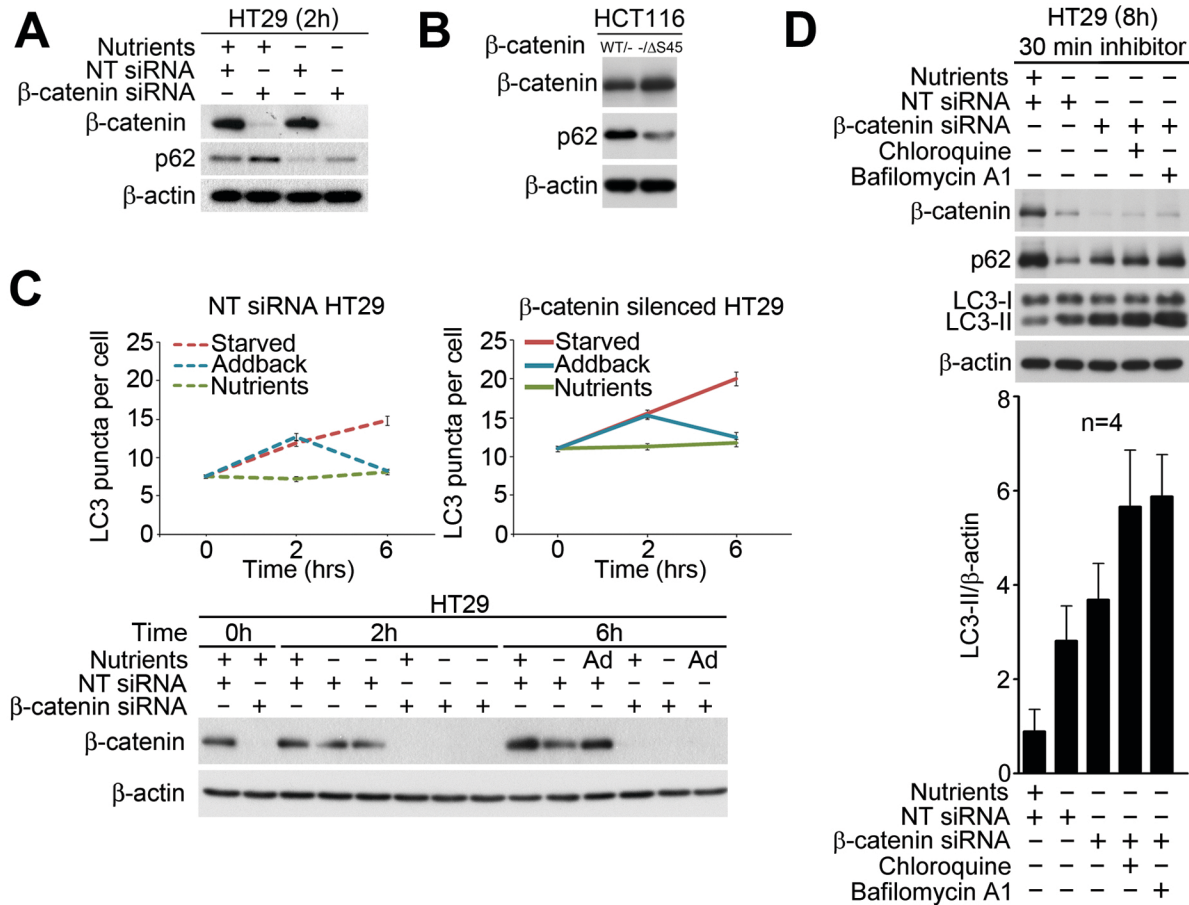 A
HT29 (2h)
Nutrients + + − −
NT siRNA + − + −
β-catenin siRNA − + − +
β-catenin
p62
β-actin
B
HCT116
β-catenin WT/- -/ΔS45
β-catenin
p62
β-actin
C
NT siRNA HT29
LC3 puncta per cell
25
20
15
10
5
0
Starved
Addback
Nutrients
0 2 6
Time (hrs)
β-catenin silenced HT29
LC3 puncta per cell
25
20
15
10
5
0
Starved
Addback
Nutrients
0 2 6
Time (hrs)
HT29
Time 0h 2h 6h
Nutrients + + + − − + − − + − Ad + − Ad
NT siRNA + − + + + − − − + + + − − −
β-catenin siRNA − + − − − + + + − − − + + +
β-catenin
β-actin
D
HT29 (8h)
30 min inhibitor
Nutrients + − − − −
NT siRNA + + − − −
β-catenin siRNA − − + + +
Chloroquine − − − + −
Bafilomycin A1 − − − − +
β-catenin
p62
LC3-I
LC3-II
β-actin
n=4
LC3-II/β-actin
8
6
4
2
0
Nutrients + − − − −
NT siRNA + + − − −
β-catenin siRNA − − + + +
Chloroquine − − − + −
Bafilomycin A1 − − − − +